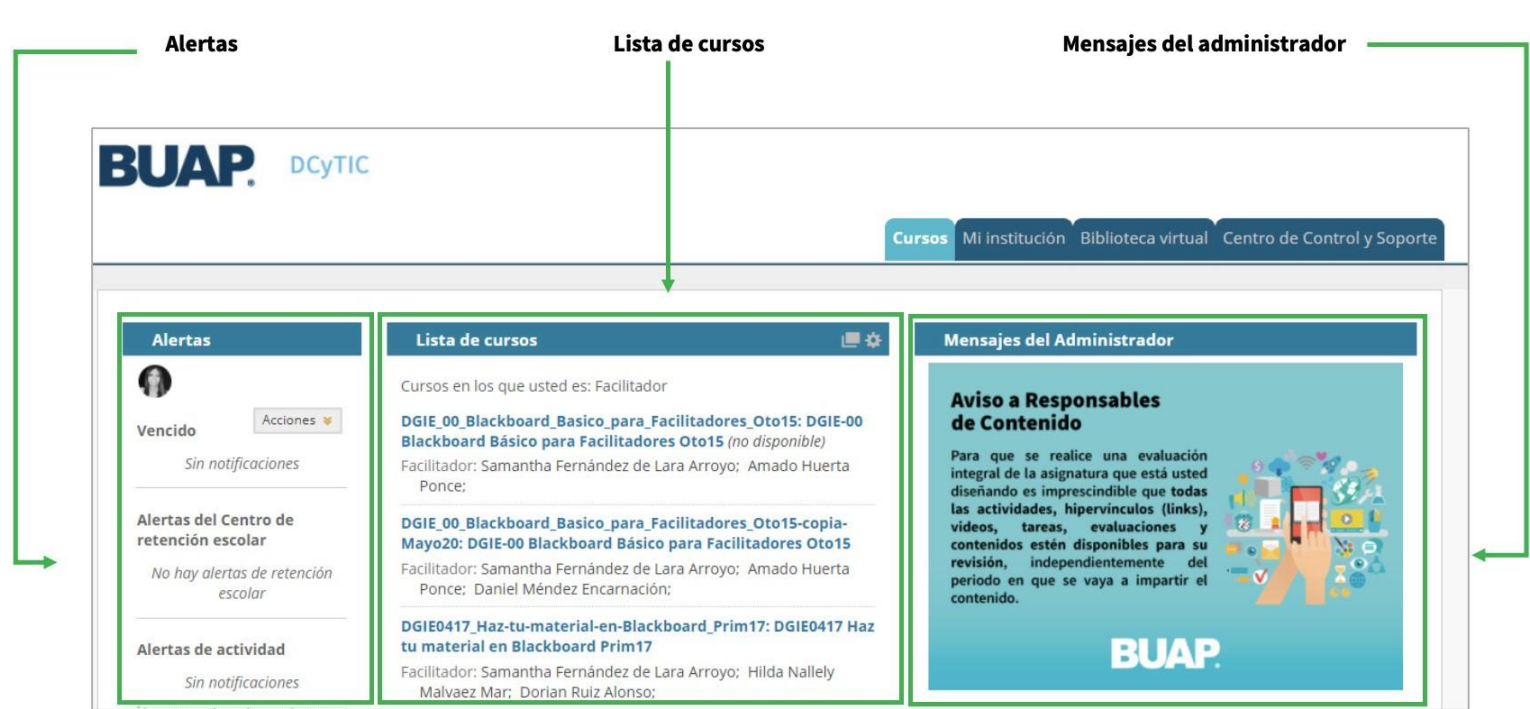 Alertas
Lista de cursos
Mensajes del administrador
BUAP®
DCyTIC
Cursos
Mi institución
Biblioteca virtual
Centro de Control y Soporte
Alertas
Vencido
Acciones
Sin notificaciones
Alertas del Centro de
retención escolar
No hay alertas de retención
escolar
Alertas de actividad
Sin notificaciones
Lista de cursos
Cursos en los que usted es: Facilitador
DGIE_00_Blackboard_Basico_para_Facilitadores_Oto15: DGIE-00
Blackboard Básico para Facilitadores Oto15 (no disponible)
Facilitador: Samantha Fernández de Lara Arroyo; Amado Huerta
Ponce;
DGIE_00_Blackboard_Basico_para_Facilitadores_Oto15-copia-
Mayo20: DGIE-00 Blackboard Básico para Facilitadores Oto15
Facilitador: Samantha Fernández de Lara Arroyo; Amado Huerta
Ponce; Daniel Méndez Encarnación;
DGIE0417_Haz-tu-material-en-Blackboard_Prim17: DGIE0417 Haz
tu material en Blackboard Prim17
Facilitador: Samantha Fernández de Lara Arroyo; Hilda Nallely
Malvaez Mar; Dorian Ruiz Alonso;
Mensajes del Administrador
Aviso a Responsables
de Contenido
Para que se realice una evaluación
integral de la asignatura que está usted
diseñando es imprescindible que todas
las actividades, hipervínculos (links),
videos, tareas, evaluaciones y
contenidos estén disponibles para su
revisión, independientemente del
periodo en que se vaya a impartir el
contenido.
BUAP®